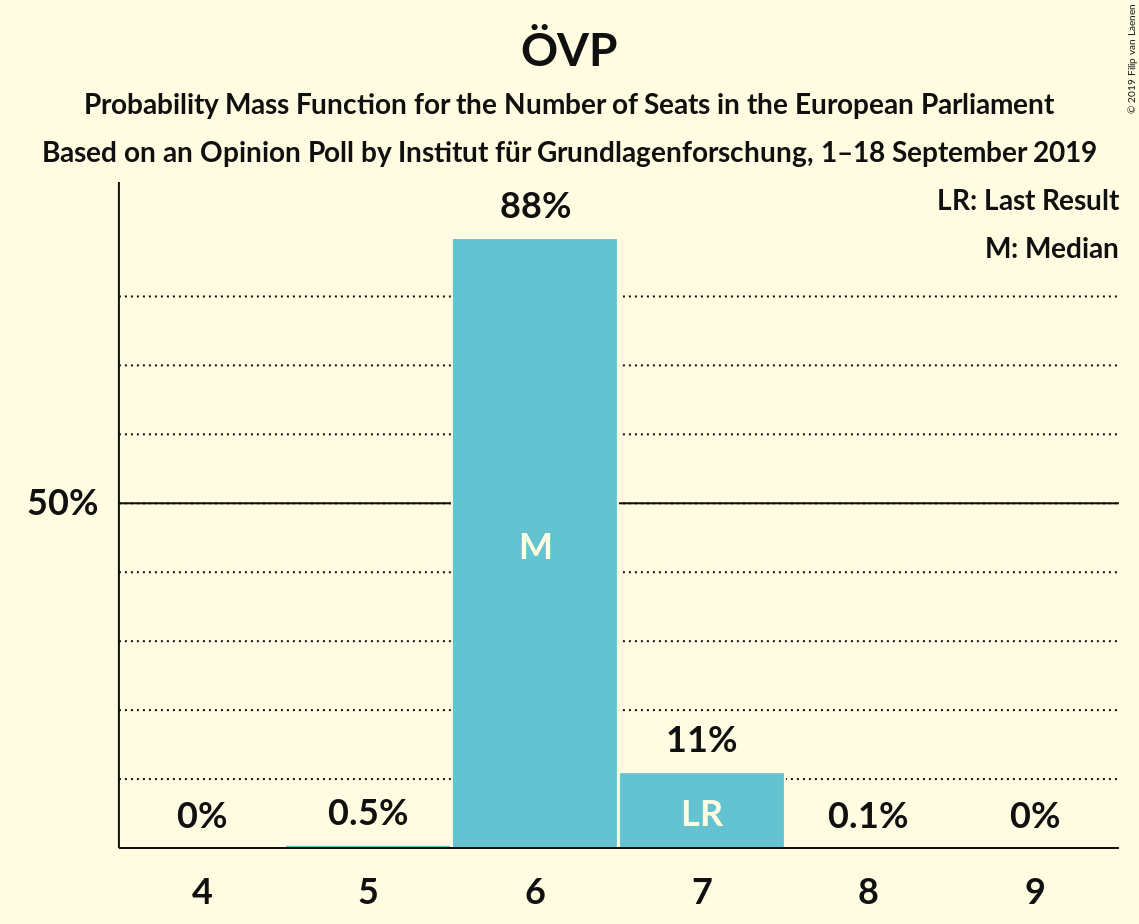 ÖVP
Probability Mass Function for the Number of Seats in the European Parliament
Based on an Opinion Poll by Institut für Grundlagenforschung, 1–18 September 2019
© 2019 Filip van Laenen
LR: Last Result
M: Median
88%
50%
M
11%
LR
0%
0.5%
0.1%
0%
4
5
6
7
8
9